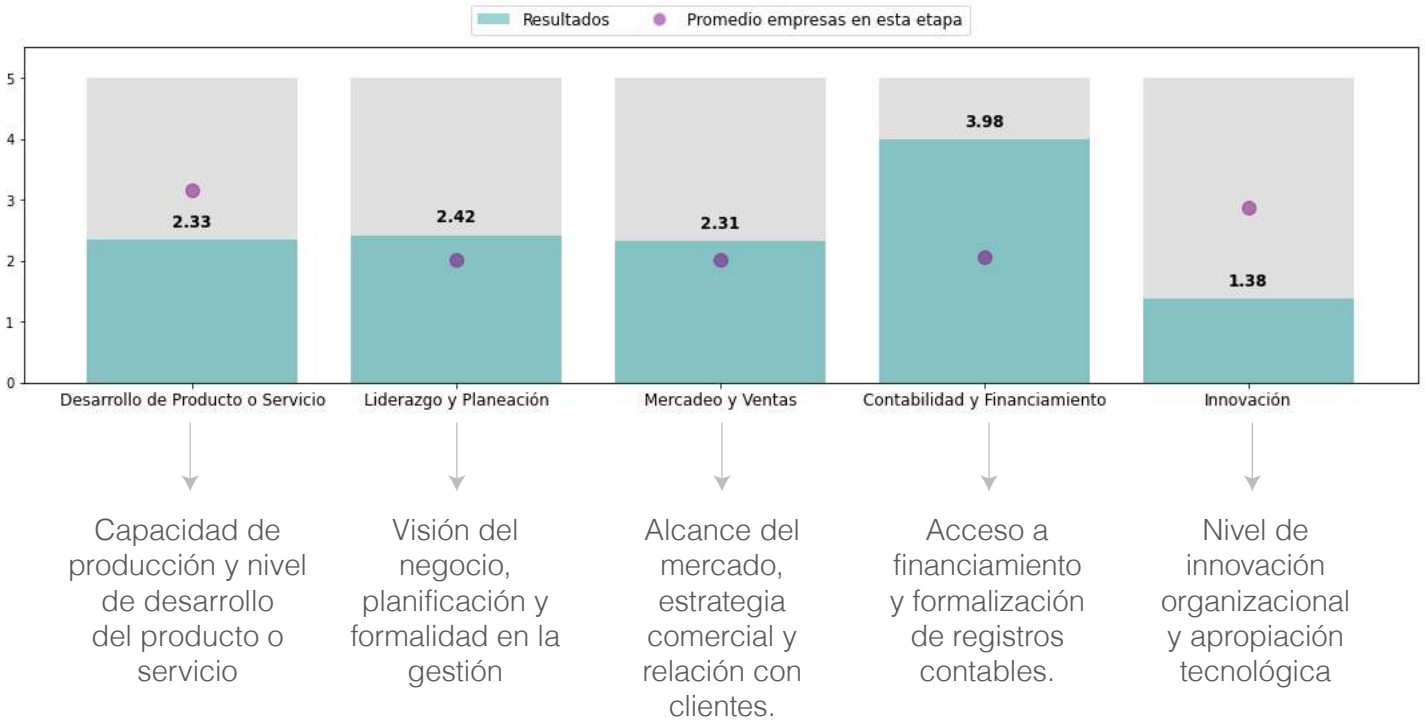 Resultados
Promedio empresas en esta etapa
5
4
3
2
1
0
2.33
2.42
2.31
3.98
1.38
Desarrollo de Producto o Servicio
Liderazgo y Planeación
Mercadeo y Ventas
Contabilidad y Financiamiento
Innovación
Capacidad de
producción y nivel
de desarrollo
del producto o
servicio
Visión del
negocio,
planificación y
formalidad en la
gestión
Alcance del
mercado,
estrategia
comercial y
relación con
clientes.
Acceso a
financiamiento
y formalización
de registros
contables.
Nivel de
innovación
organizacional
y apropiación
tecnológica